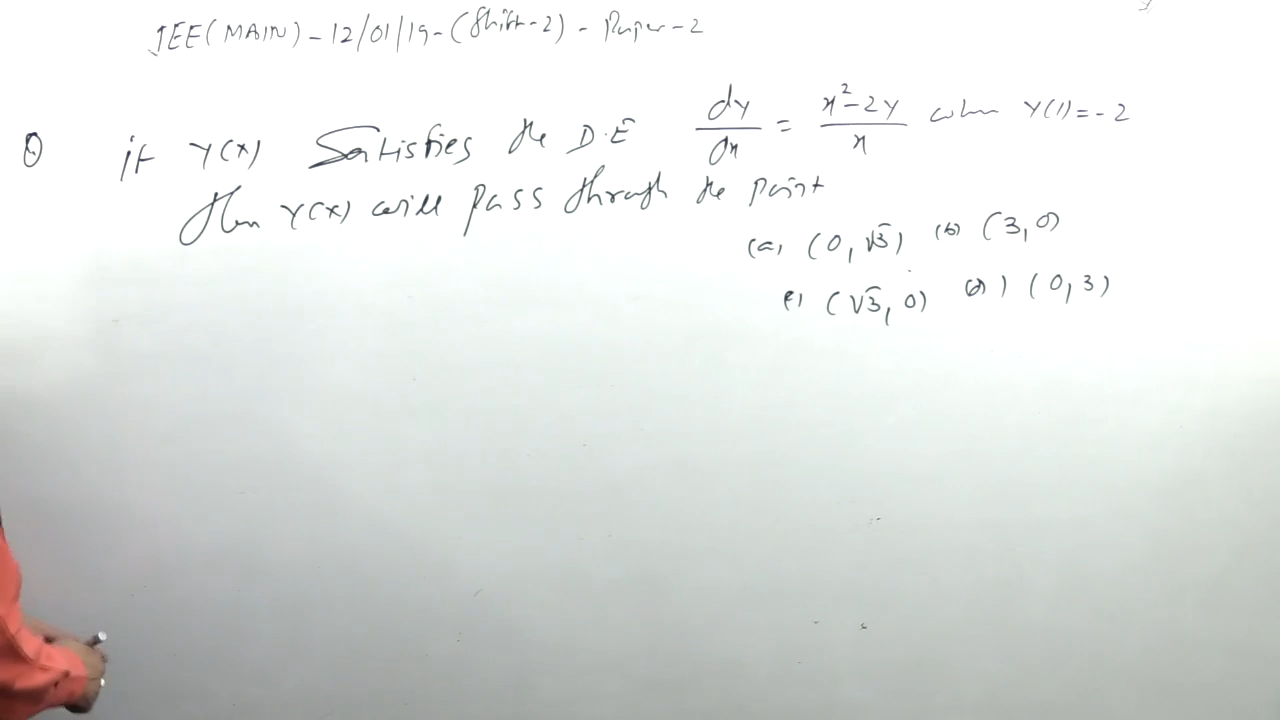 JEE(MAIN) - 12/01/19 - (Shift-2) - Paper-2
Q if Y(x) Satisfies the D.E dy/dx = (x² - 2y)/x when Y(1) = -2
then Y(x) will pass through the point
(a) (0, √3) (b) (3, 0)
(c) (√3, 0) (d) (0, 3)